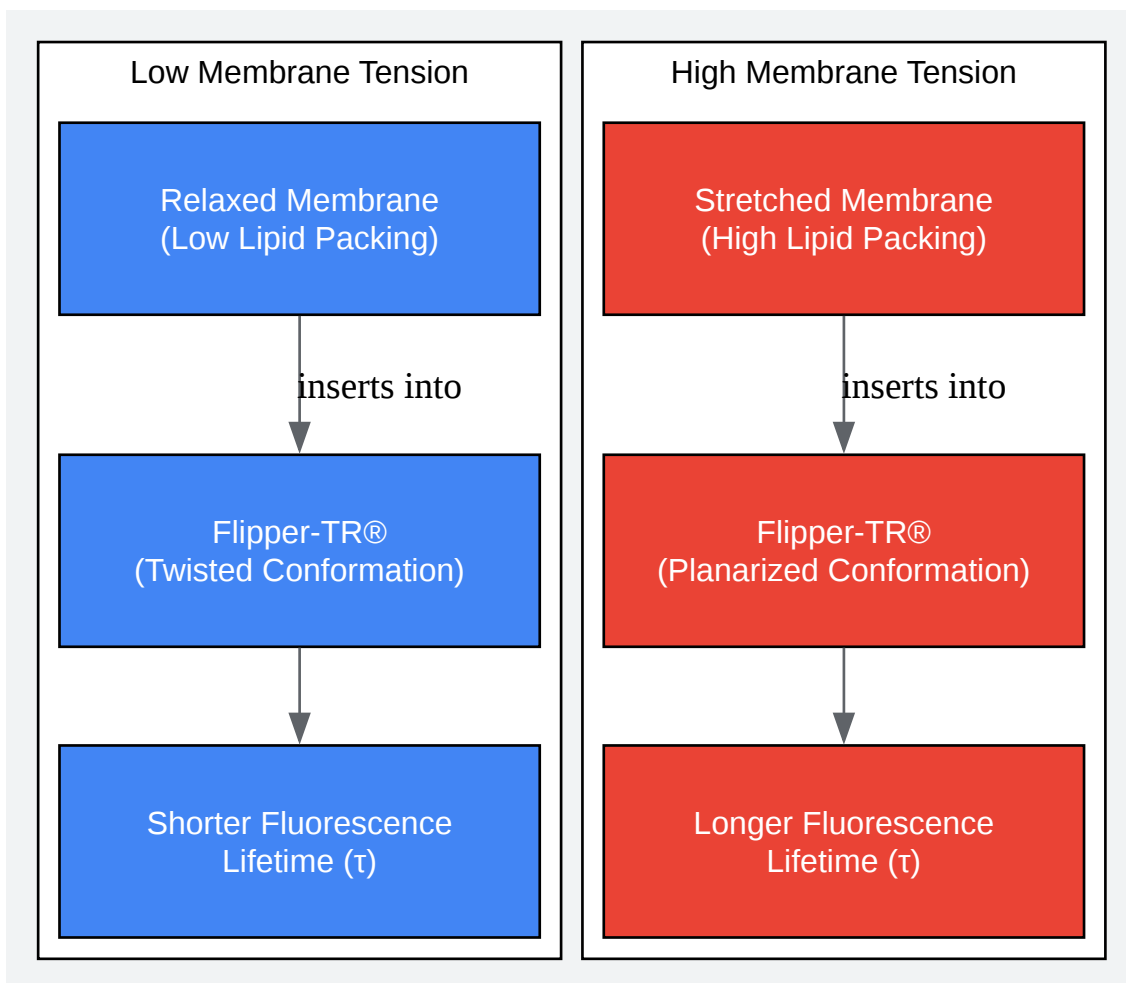 Low Membrane Tension
Relaxed Membrane
(Low Lipid Packing)
inserts into
Flipper-TR®
(Twisted Conformation)
Shorter Fluorescence
Lifetime (τ)
High Membrane Tension
Stretched Membrane
(High Lipid Packing)
inserts into
Flipper-TR®
(Planarized Conformation)
Longer Fluorescence
Lifetime (τ)